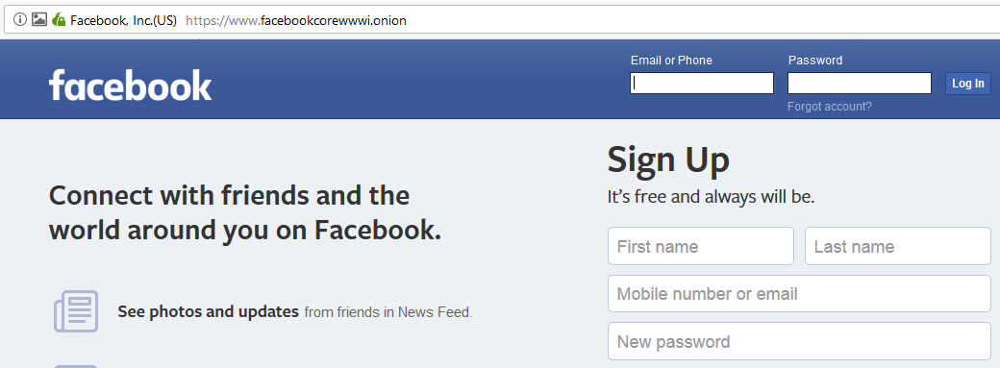 Facebook, Inc.(US) https://www.facebookcorewwwi.onion
facebook
Email or Phone Password
Log In
Forgot account?
Connect with friends and the
world around you on Facebook.
See photos and updates from friends in News Feed.
Sign Up
It's free and always will be.
First name Last name
Mobile number or email
New password